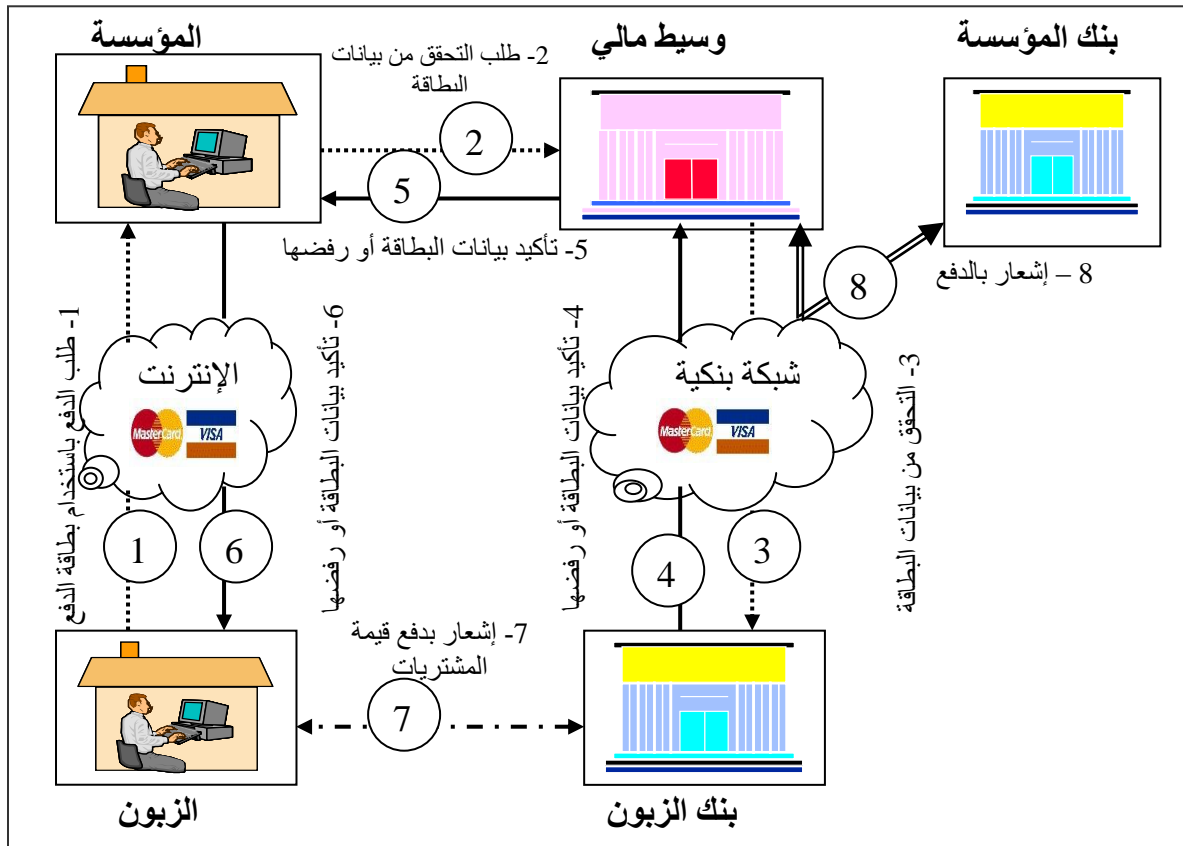 المؤسسة
وسيط مالي
بنك المؤسسة
2- طلب التحقق من بيانات
البطاقة
2
5
5- تأكيد بيانات البطاقة أو رفضها
8
8 – إشعار بالدفع
1- طلب الدفع باستخدام بطاقة الدفع
الإنترنت
MasterCard
VISA
6- تأكيد بيانات البطاقة أو رفضها
4- تأكيد بيانات البطاقة أو رفضها
شبكة بنكية
MasterCard
VISA
3- التحقق من بيانات البطاقة
1
6
4
3
7- إشعار بدفع قيمة
المشتريات
7
الزبون
بنك الزبون